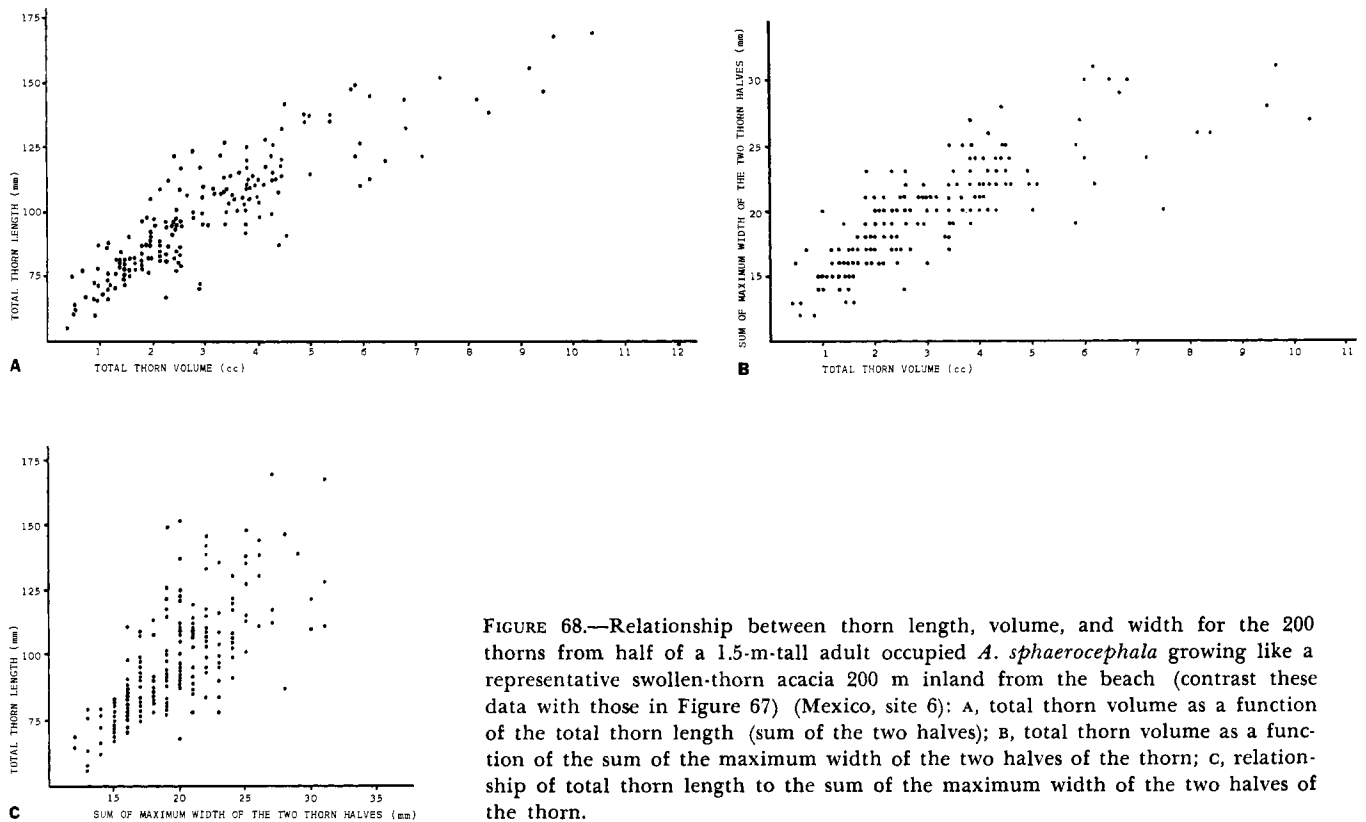 175
150
125
100
75
TOTAL THORN LENGTH (mm)
1 2 3 4 5 6 7 8 9 10 11 12
A TOTAL THORN VOLUME (cc)
SUM OF MAXIMUM WIDTH OF THE TWO THORN HALVES (mm)
30
25
20
15
1 2 3 4 5 6 7 8 9 10 11
B TOTAL THORN VOLUME (cc)
175
150
125
100
75
TOTAL THORN LENGTH (mm)
15 20 25 30 35
C SUM OF MAXIMUM WIDTH OF THE TWO THORN HALVES (mm)
FIGURE 68.—Relationship between thorn length, volume, and width for the 200
thorns from half of a 1.5-m-tall adult occupied A. sphaerocephala growing like a
representative swollen-thorn acacia 200 m inland from the beach (contrast these
data with those in Figure 67) (Mexico, site 6): A, total thorn volume as a function
of the total thorn length (sum of the two halves); B, total thorn volume as a func-
tion of the sum of the maximum width of the two halves of the thorn; C, relation-
ship of total thorn length to the sum of the maximum width of the two halves of
the thorn.